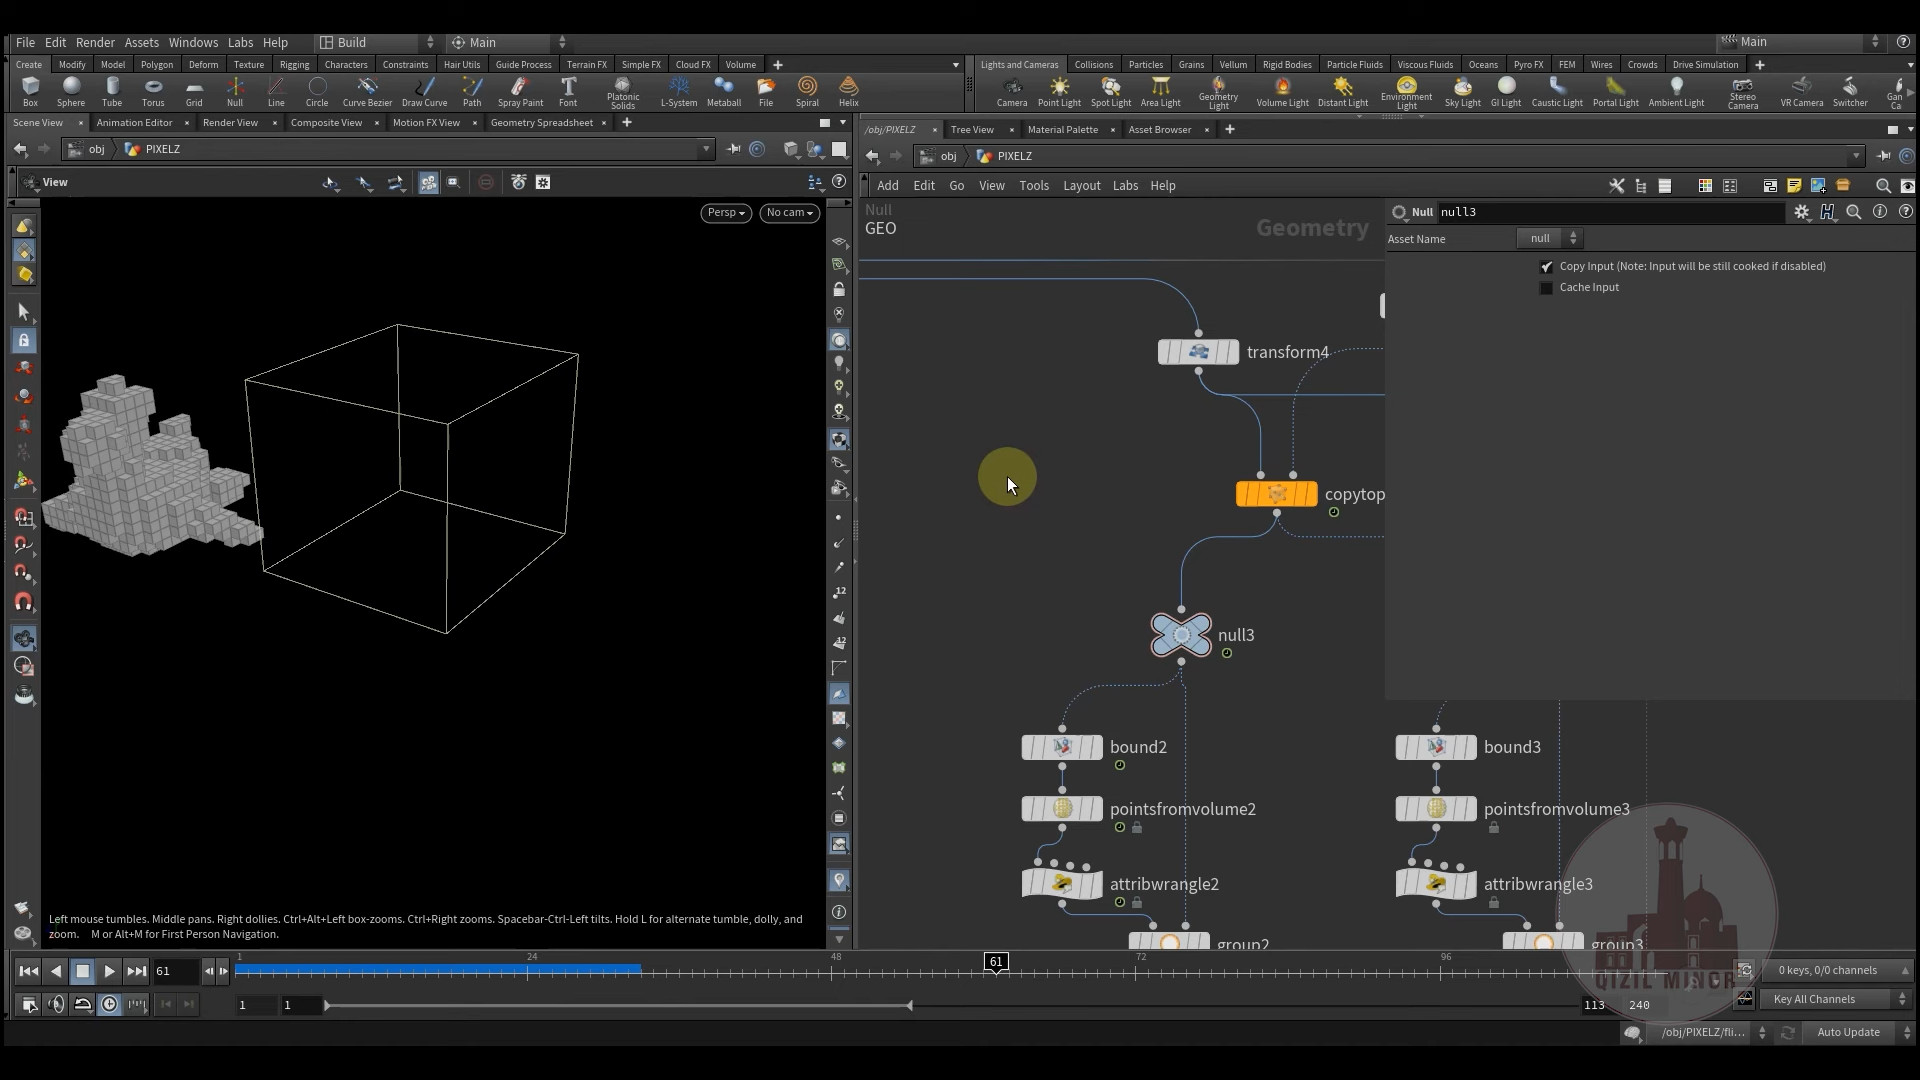 File Edit Render Assets Windows Labs Help Build Main Main
Create Modify Model Polygon Deform Texture Rigging Characters Constraints Hair Utils Guide Process Terrain FX Simple FX Cloud FX Volume
Lights and Cameras Collisions Particles Grains Vellum Rigid Bodies Particle Fluids Viscous Fluids Oceans Pyro FX FEM Wires Crowds Drive Simulation
Box Sphere Tube Torus Grid Null Line Circle Curve Bezier Draw Curve Path Spray Paint Font Platonic Solids L-System Metaball File Spiral Helix
Camera Point Light Spot Light Area Light Geometry Light Volume Light Distant Light Environment Light Sky Light GI Light Caustic Light Portal Light Ambient Light Stereo Camera VR Camera Switcher Gan Ca
Scene View Animation Editor Render View Composite View Motion FX View Geometry Spreadsheet
/obj/PIXELZ Tree View Material Palette Asset Browser
obj PIXELZ
obj PIXELZ
View
Add Edit Go View Tools Layout Labs Help
Persp No cam
Null
GEO
Geometry
Null null3
Asset Name null
Copy Input (Note: Input will be still cooked if disabled)
Cache Input
transform4
copytop
null3
bound2
bound3
pointsfromvolume2
pointsfromvolume3
attribwrangle2
attribwrangle3
group2
group3
12
12
Left mouse tumbles. Middle pans. Right dollies. Ctrl+Alt+Left box-zooms. Ctrl+Right zooms. Spacebar-Ctrl-Left tilts. Hold L for alternate tumble, dolly, and
zoom. M or Alt+M for First Person Navigation.
QIZIL MINOR
61 1 24 48 61 72 96
0 keys, 0/0 channels
1 1 113 240 Key All Channels
/obj/PIXELZ/fli... Auto Update